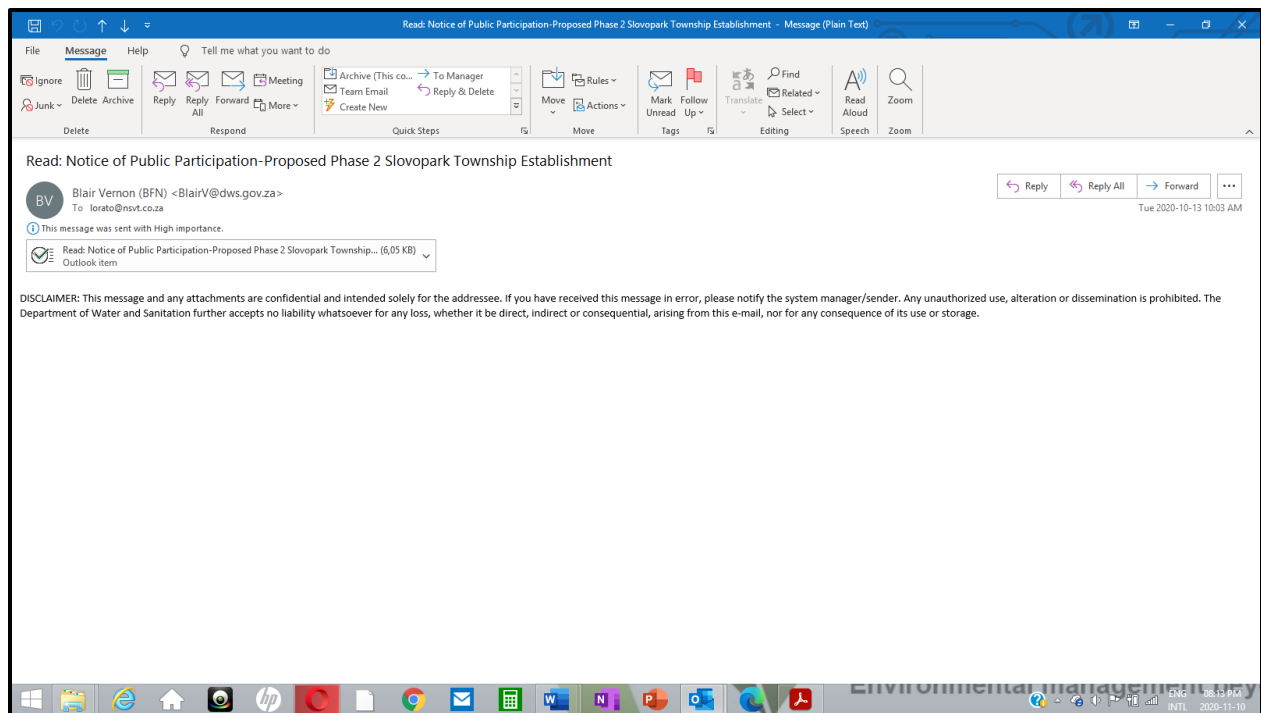 Read: Notice of Public Participation-Proposed Phase 2 Slovopark Township Establishment - Message (Plain Text)
File Message Help Tell me what you want to do
Ignore
Junk
Delete
Archive
Reply
Reply All
Forward
Meeting
More
Archive (This co...
To Manager
Team Email
Reply & Delete
Create New
Move
Rules
Actions
Mark Unread
Follow Up
Translate
Find
Related
Select
Read Aloud
Zoom
Delete Respond Quick Steps Move Tags Editing Speech Zoom
Read: Notice of Public Participation-Proposed Phase 2 Slovopark Township Establishment
BV
Blair Vernon (BFN) <BlairV@dws.gov.za>
To lorato@nsvt.co.za
Reply Reply All Forward ...
Tue 2020-10-13 10:03 AM
This message was sent with High importance.
Read: Notice of Public Participation-Proposed Phase 2 Slovopark Township... (6,05 KB)
Outlook item
DISCLAIMER: This message and any attachments are confidential and intended solely for the addressee. If you have received this message in error, please notify the system manager/sender. Any unauthorized use, alteration or dissemination is prohibited. The
Department of Water and Sanitation further accepts no liability whatsoever for any loss, whether it be direct, indirect or consequential, arising from this e-mail, nor for any consequence of its use or storage.
hp
ENG 08:13 PM
INTL 2020-11-10